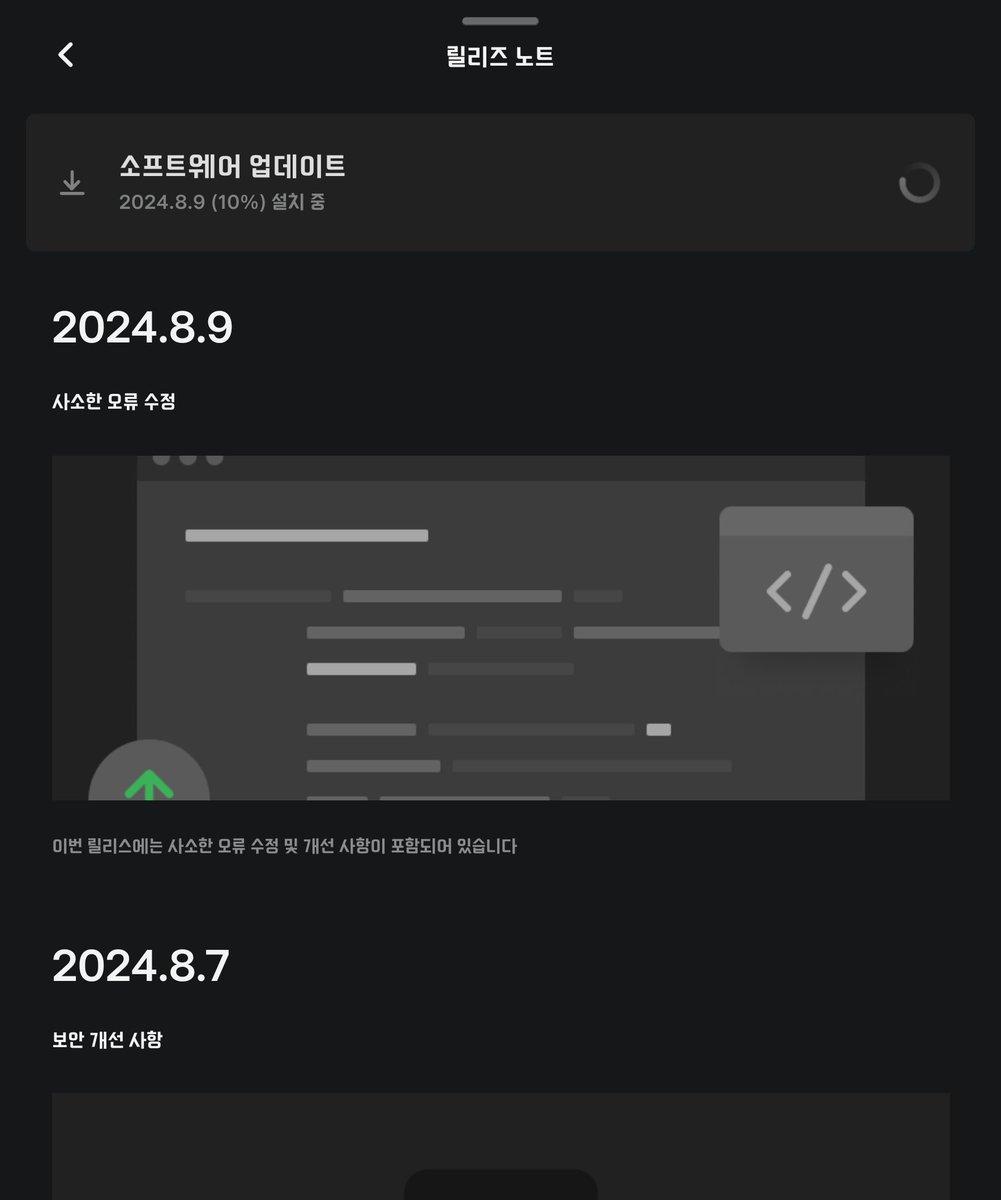 릴리즈 노트
소프트웨어 업데이트
2024.8.9 (10%) 설치 중
2024.8.9
사소한 오류 수정
</>
이번 릴리스에는 사소한 오류 수정 및 개선 사항이 포함되어 있습니다
2024.8.7
보안 개선 사항